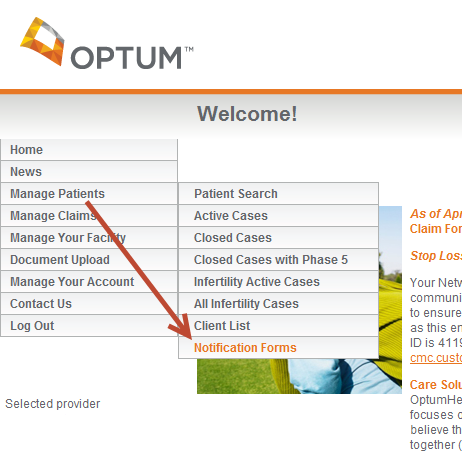 OPTUM™
Welcome!
Home
News
Manage Patients
Manage Claims
Manage Your Facility
Document Upload
Manage Your Account
Contact Us
Log Out
Patient Search
Active Cases
Closed Cases
Closed Cases with Phase 5
Infertility Active Cases
All Infertility Cases
Client List
Notification Forms
Selected provider
As of Apr
Claim For
Stop Loss
Your Netw
communi
to ensure
as this en
ID is 4119
cmc.custo
Care Solu
OptumHe
focuses o
believe th
together (